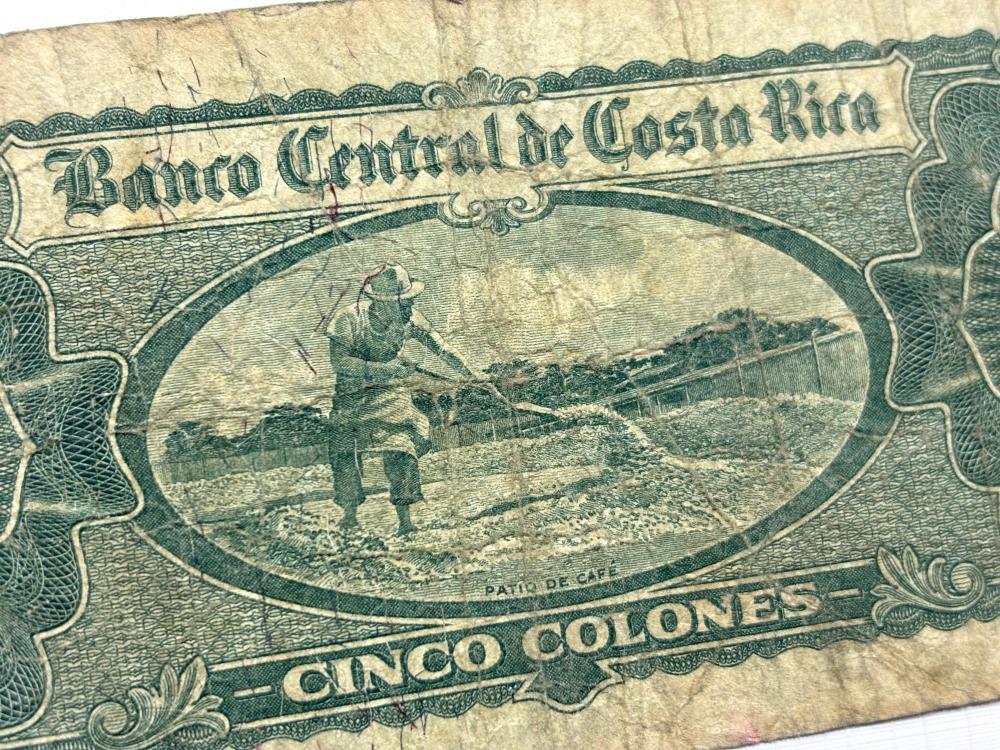 Banco Central de Costa Rica
PATIO DE CAFÉ
CINCO COLONES